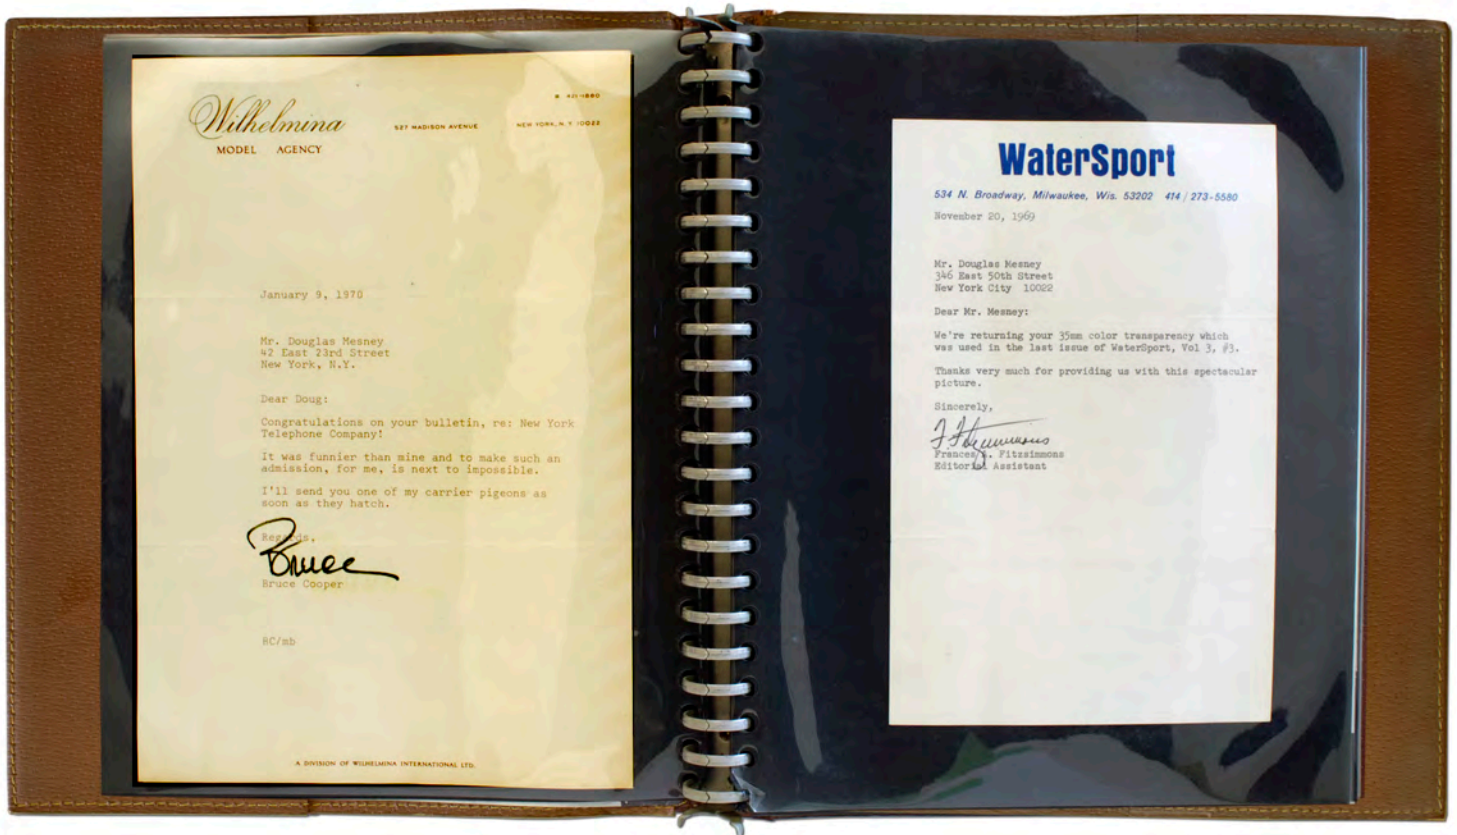 Wilhelmina
MODEL AGENCY
527 MADISON AVENUE
NEW YORK, N. Y. 10022
January 9, 1970
Mr. Douglas Mesney
42 East 23rd Street
New York, N.Y.
Dear Doug:
Congratulations on your bulletin, re: New York
Telephone Company!
It was funnier than mine and to make such an
admission, for me, is next to impossible.
I'll send you one of my carrier pigeons as
soon as they hatch.
Regards,
Bruce
Bruce Cooper
BC/mb
A DIVISION OF WILHELMINA INTERNATIONAL LTD.
WaterSport
534 N. Broadway, Milwaukee, Wis. 53202 414 / 273-5580
November 20, 1969
Mr. Douglas Mesney
346 East 50th Street
New York City 10022
Dear Mr. Mesney:
We're returning your 35mm color transparency which
was used in the last issue of WaterSport, Vol 3, #3.
Thanks very much for providing us with this spectacular
picture.
Sincerely,
F Fitzsimmons
Frances Fitzsimmons
Editorial Assistant